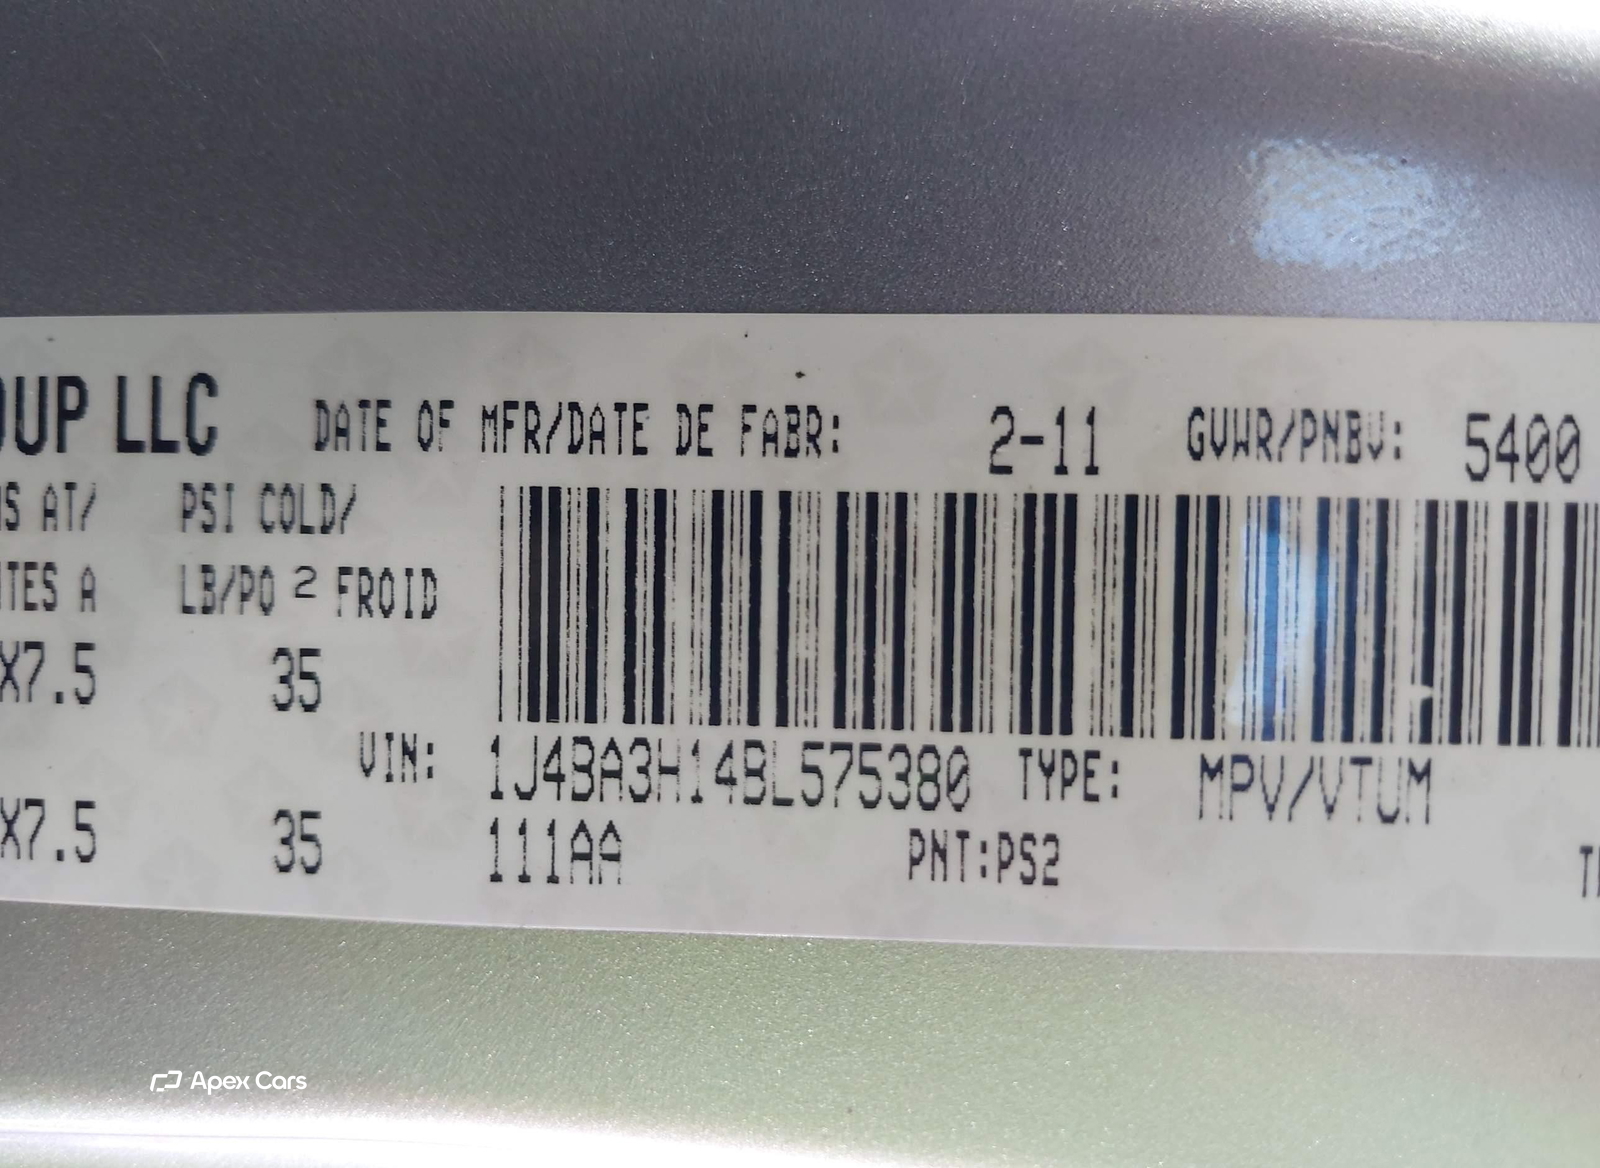 OUP LLC DATE OF MFR/DATE DE FABR: 2-11 GVWR/PNBV: 5400
AT/ PSI COLD/
A LB/PO 2 FROID
X7.5 35
VIN: 1J4BA3H14BL575380 TYPE: MPV/VTUM
X7.5 35 111AA PNT:PS2
Apex Cars